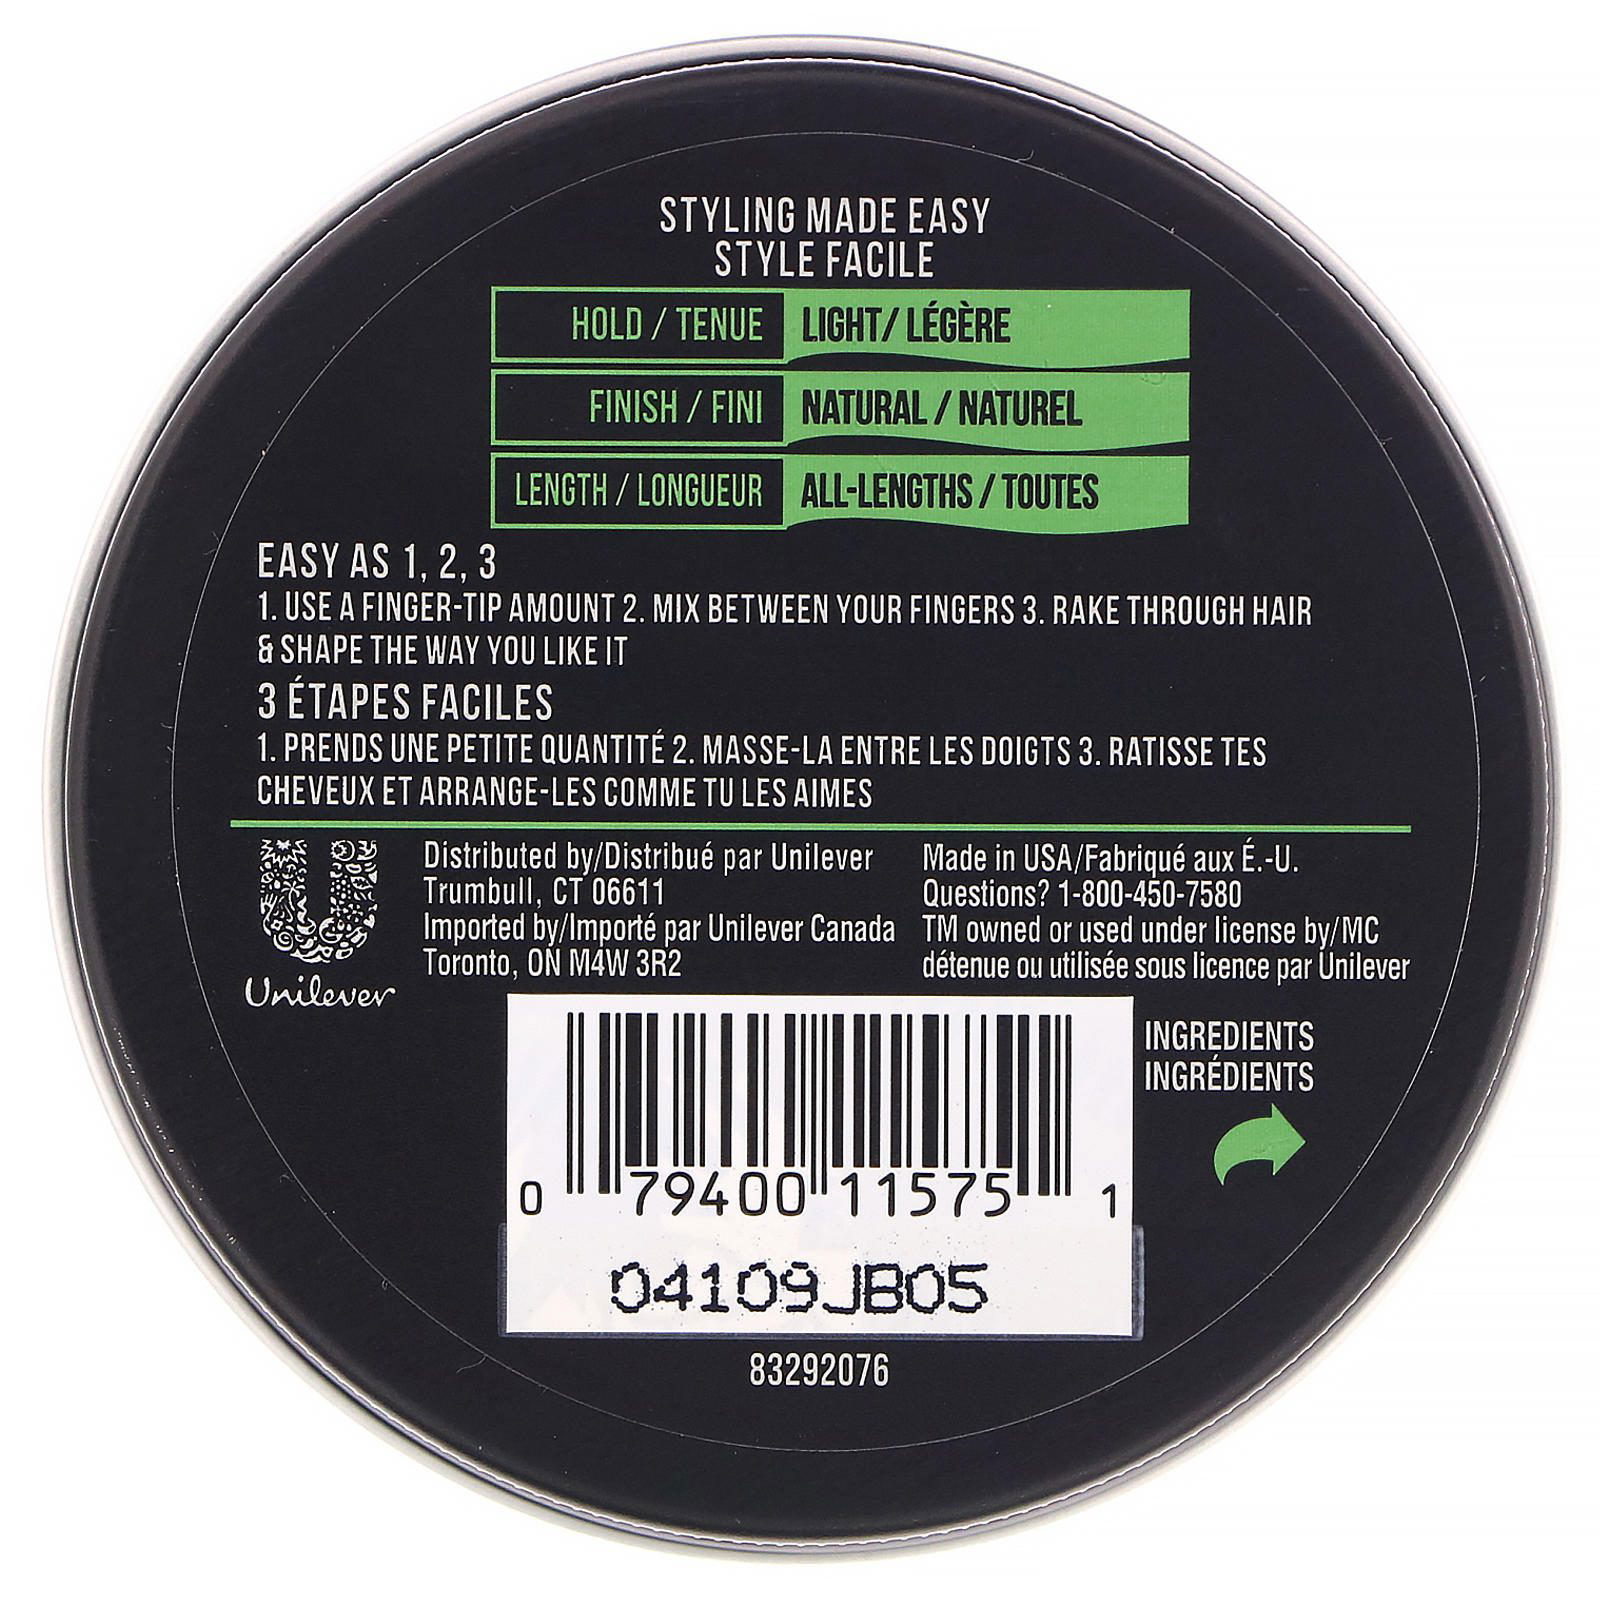 STYLING MADE EASY
STYLE FACILE
HOLD / TENUE LIGHT/ LÉGÈRE
FINISH / FINI NATURAL / NATUREL
LENGTH / LONGUEUR ALL-LENGTHS / TOUTES
EASY AS 1, 2, 3
1. USE A FINGER-TIP AMOUNT 2. MIX BETWEEN YOUR FINGERS 3. RAKE THROUGH HAIR
& SHAPE THE WAY YOU LIKE IT
3 ÉTAPES FACILES
1. PRENDS UNE PETITE QUANTITÉ 2. MASSE-LA ENTRE LES DOIGTS 3. RATISSE TES
CHEVEUX ET ARRANGE-LES COMME TU LES AIMES
Unilever
Distributed by/Distribué par Unilever
Trumbull, CT 06611
Imported by/Importé par Unilever Canada
Toronto, ON M4W 3R2
Made in USA/Fabriqué aux É.-U.
Questions? 1-800-450-7580
TM owned or used under license by/MC
détenue ou utilisée sous licence par Unilever
INGREDIENTS
INGRÉDIENTS
0 79400 11575 1
04109JB05
83292076